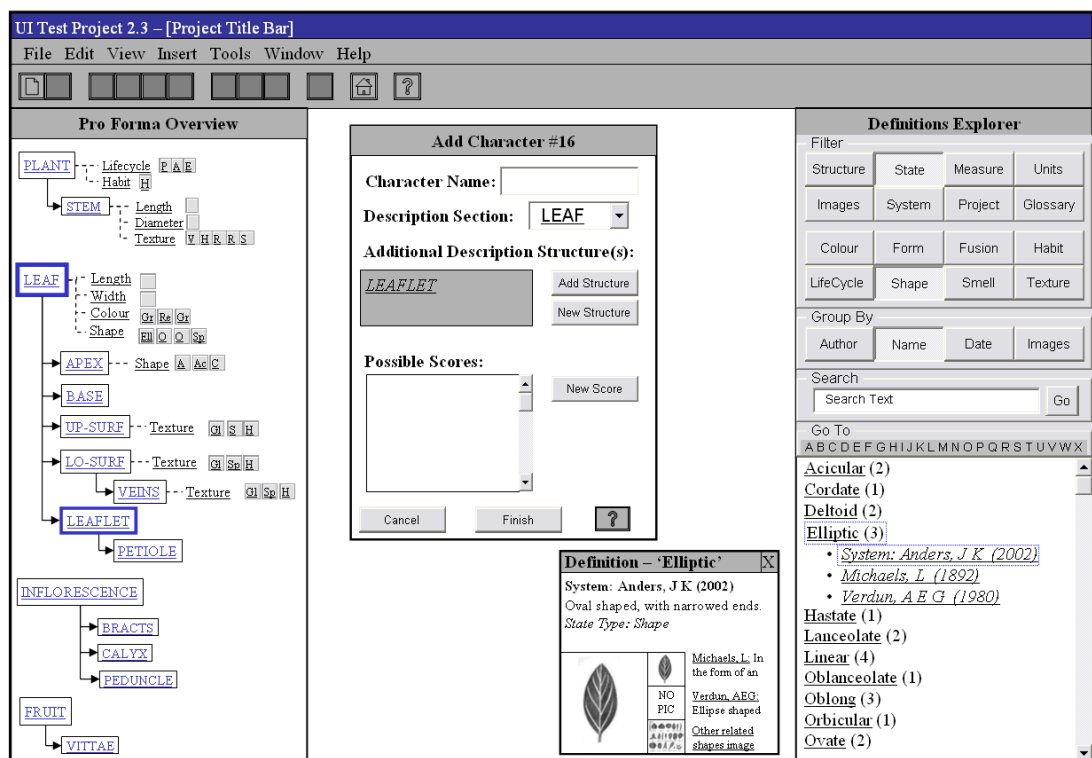 UI Test Project 2.3 – [Project Title Bar]
File Edit View Insert Tools Window Help
?
Pro Forma Overview
PLANT Lifecycle P A E
Habit H
STEM Length
Diameter
Texture V H R R S
LEAF Length
Width
Colour Gr Re Gr
Shape Ell O O Sp
APEX Shape A Ac C
BASE
UP-SURF Texture Gl S H
LO-SURF Texture Gl Sp H
VEINS Texture Gl Sp H
LEAFLET
PETIOLE
INFLORESCENCE
BRACTS
CALYX
PEDUNCLE
FRUIT
VITTAE
Add Character #16
Character Name:
Description Section: LEAF
Additional Description Structure(s):
LEAFLET
Add Structure
New Structure
Possible Scores:
New Score
Cancel Finish ?
Definition – ‘Elliptic’ X
System: Anders, J K (2002)
Oval shaped, with narrowed ends.
State Type: Shape
Michaels, L: In
the form of an
NO
PIC
Verdun, AEG:
Ellipse shaped
Other related
shapes image
Definitions Explorer
Filter
Structure State Measure Units
Images System Project Glossary
Colour Form Fusion Habit
LifeCycle Shape Smell Texture
Group By
Author Name Date Images
Search
Search Text Go
Go To
A B C D E F G H I J K L M N O P Q R S T U V W X
Acicular (2)
Cordate (1)
Deltoid (2)
Elliptic (3)
• System: Anders, J K (2002)
• Michaels, L (1892)
• Verdun, A E G (1980)
Hastate (1)
Lanceolate (2)
Linear (4)
Oblanceolate (1)
Oblong (3)
Orbicular (1)
Ovate (2)